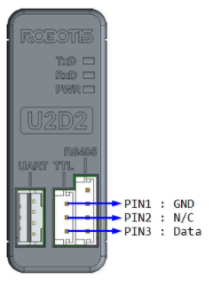 ROBOTIS
TxD
RxD
PWR
U2D2
RS485
UART TTL
PIN1 : GND
PIN2 : N/C
PIN3 : Data